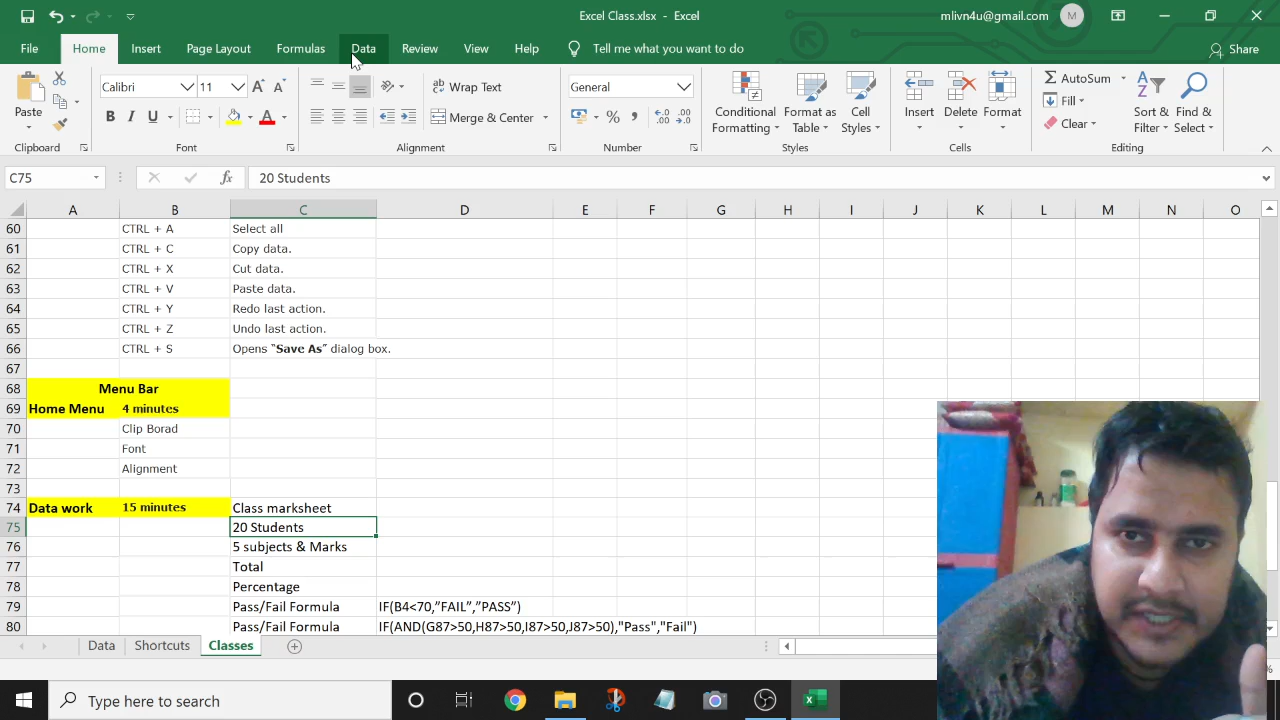 Excel Class.xlsx - Excel
mlivn4u@gmail.com
M
File
Home
Insert
Page Layout
Formulas
Data
Review
View
Help
Tell me what you want to do
Share
Paste
Calibri
11
Wrap Text
Merge & Center
General
Conditional Formatting
Format as Table
Cell Styles
Insert
Delete
Format
AutoSum
Fill
Clear
Sort & Filter
Find & Select
Clipboard
Font
Alignment
Number
Styles
Cells
Editing
C75
20 Students
A B C D E F G H I J K L M N O
60 CTRL + A Select all
61 CTRL + C Copy data.
62 CTRL + X Cut data.
63 CTRL + V Paste data.
64 CTRL + Y Redo last action.
65 CTRL + Z Undo last action.
66 CTRL + S Opens “Save As” dialog box.
67
68 Menu Bar
69 Home Menu 4 minutes
70 Clip Borad
71 Font
72 Alignment
73
74 Data work 15 minutes Class marksheet
75 20 Students
76 5 subjects & Marks
77 Total
78 Percentage
79 Pass/Fail Formula IF(B4<70,”FAIL”,”PASS”)
80 Pass/Fail Formula IF(AND(G87>50,H87>50,I87>50,J87>50),"Pass","Fail")
Data
Shortcuts
Classes
%
Type here to search